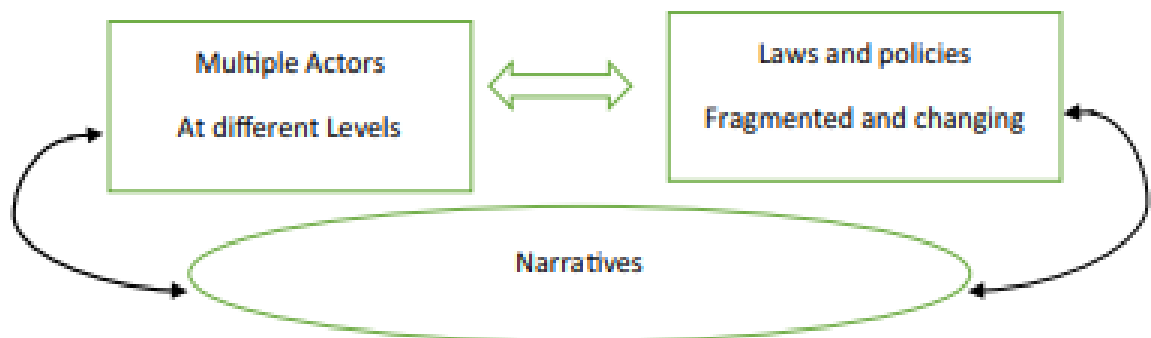 Multiple Actors
At different Levels
Laws and policies
Fragmented and changing
Narratives